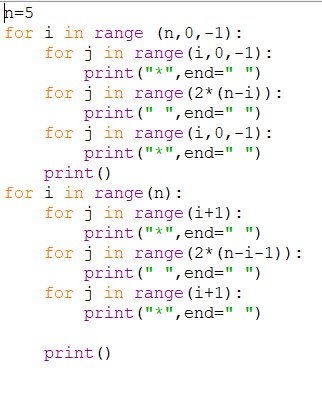 n=5
for i in range (n,0,-1):
    for j in range(i,0,-1):
        print("*",end=" ")
    for j in range(2*(n-i)):
        print(" ",end=" ")
    for j in range(i,0,-1):
        print("*",end=" ")
    print()
for i in range(n):
    for j in range(i+1):
        print("*",end=" ")
    for j in range(2*(n-i-1)):
        print(" ",end=" ")
    for j in range(i+1):
        print("*",end=" ")

    print()